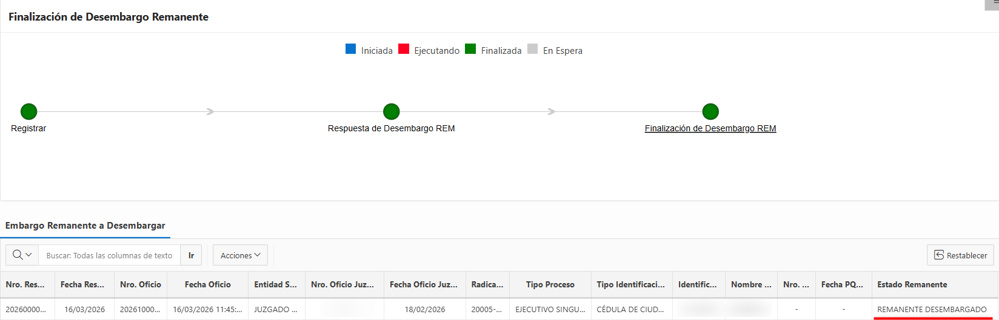 Finalización de Desembargo Remanente
Iniciada Ejecutando Finalizada En Espera
Registrar Respuesta de Desembargo REM Finalización de Desembargo REM
Embargo Remanente a Desembargar
Buscar: Todas las columnas de texto Ir Acciones Restablecer
Nro. Res... Fecha Res... Nro. Oficio Fecha Oficio Entidad S... Nro. Oficio Juz... Fecha Oficio Juz... Radica... Tipo Proceso Tipo Identificaci... Identific... Nombre ... Nro. ... Fecha PQ... Estado Remanente
20260000... 16/03/2026 20261000... 16/03/2026 11:45:... JUZGADO ... 18/02/2026 20005-... EJECUTIVO SINGU... CÉDULA DE CIUD... - - REMANENTE DESEMBARGADO